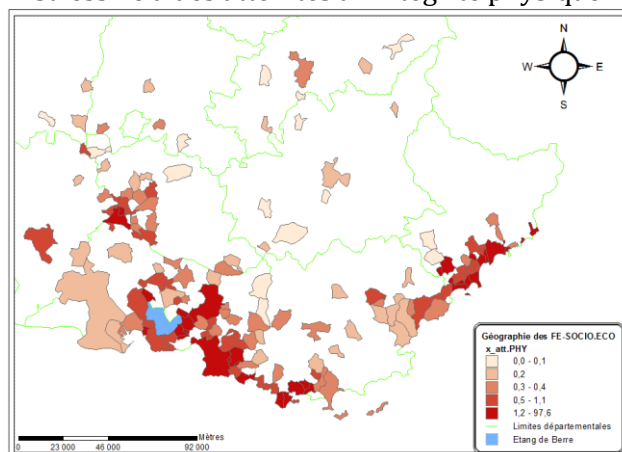 N
W E
S
Géographie des FE-SOCIO.ECO
x_att.PHY
0,0 - 0,1
0,2
0,3 - 0,4
0,5 - 1,1
1,2 - 97,6
Limites départementales
Etang de Berre
Mètres
0 23 000 46 000 92 000